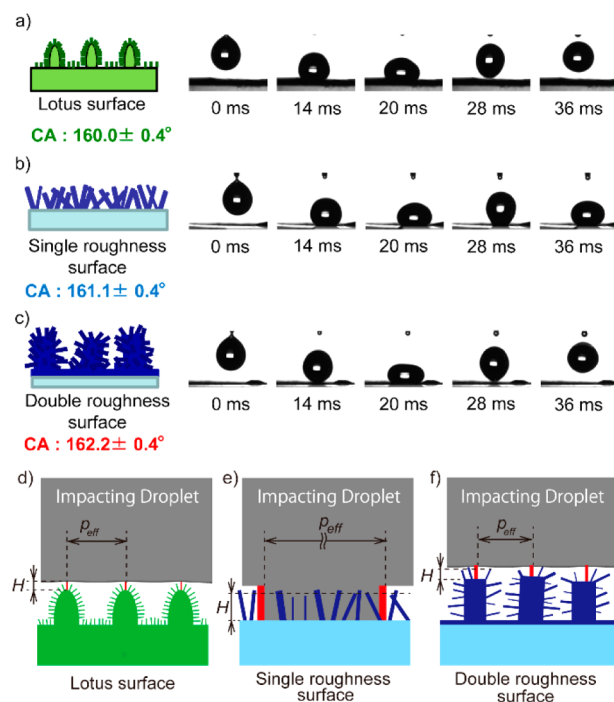 a)
Lotus surface
CA : 160.0± 0.4°
0 ms
14 ms
20 ms
28 ms
36 ms
b)
Single roughness
surface
CA : 161.1± 0.4°
0 ms
14 ms
20 ms
28 ms
36 ms
c)
Double roughness
surface
CA : 162.2± 0.4°
0 ms
14 ms
20 ms
28 ms
36 ms
d)
Impacting Droplet
Peff
H
Lotus surface
e)
Impacting Droplet
Peff
H
Single roughness
surface
f)
Impacting Droplet
Peff
H
Double roughness
surface